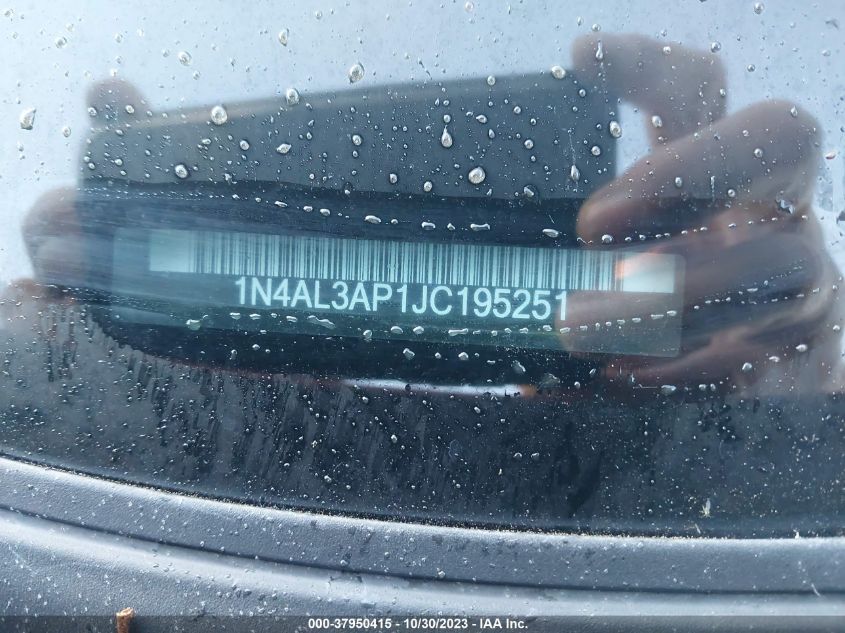 1N4AL3AP1JC195251
000-37950415 - 10/30/2023 - IAA Inc.